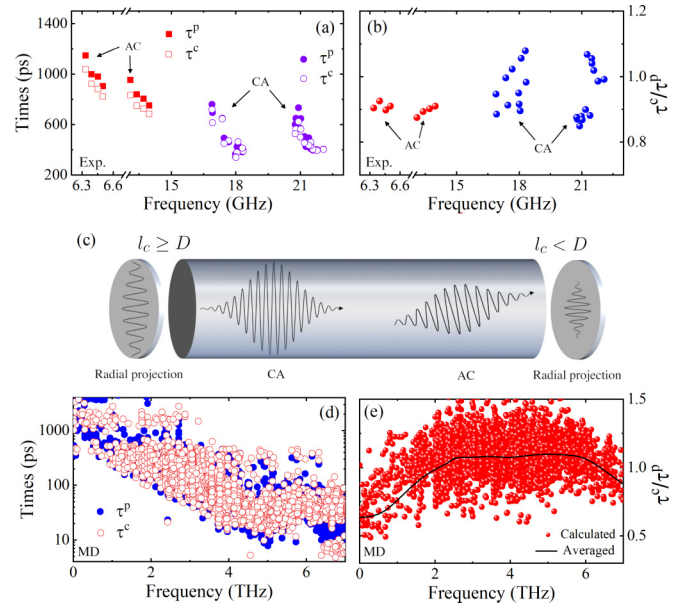 (a)
1400
1200
1000
800
600
400
200
Times (ps)
AC
τᵖ
τᶜ
CA
τᵖ
τᶜ
Exp.
6.3 6.6 15 18 21
Frequency (GHz)
(b)
1.2
1.0
0.8
τᶜ/τᵖ
AC
CA
Exp.
6.3 6.6 15 18 21
Frequency (GHz)
(c)
l_c ≥ D
l_c < D
Radial projection
CA
AC
Radial projection
(d)
1000
100
10
Times (ps)
τᵖ
τᶜ
MD
0 2 4 6
Frequency (THz)
(e)
1.5
1.0
0.5
τᶜ/τᵖ
Calculated
Averaged
MD
0 2 4 6
Frequency (THz)